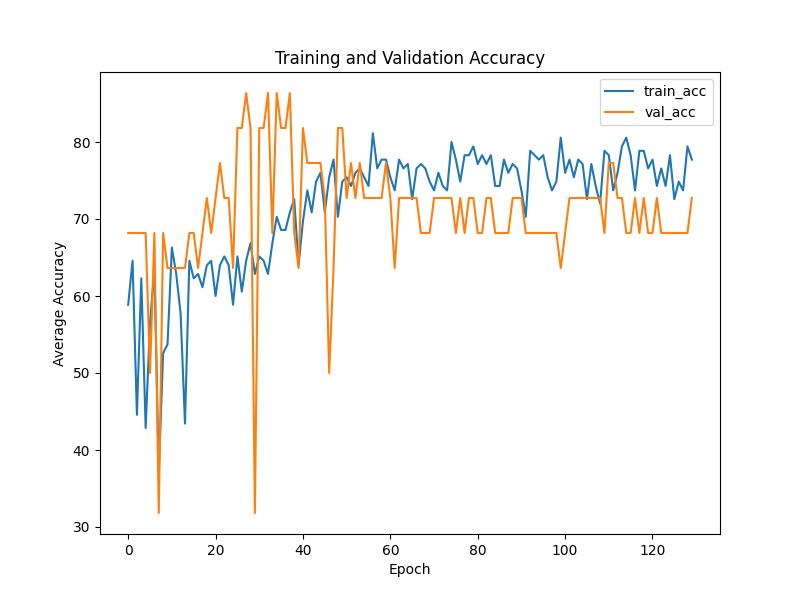 Training and Validation Accuracy
train_acc
val_acc
80
70
60
50
40
30
Average Accuracy
0 20 40 60 80 100 120
Epoch